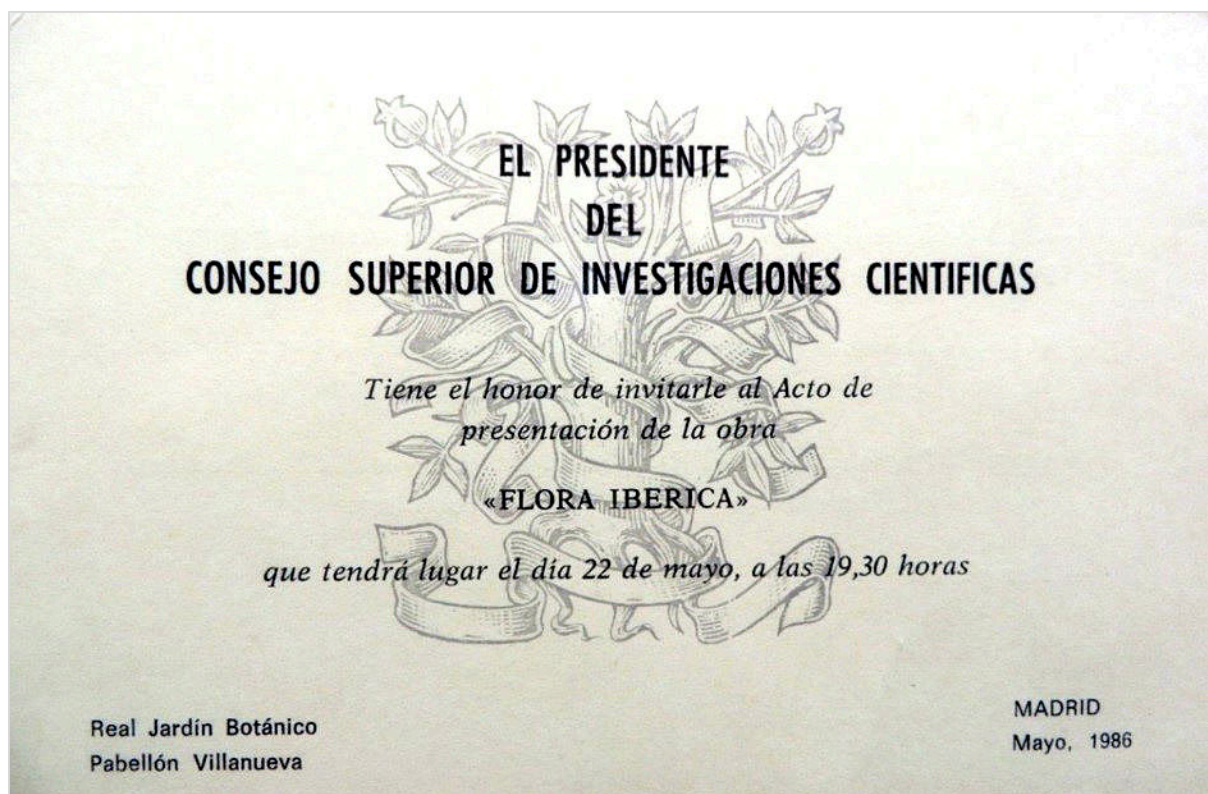 EL PRESIDENTE
DEL
CONSEJO SUPERIOR DE INVESTIGACIONES CIENTIFICAS
Tiene el honor de invitarle al Acto de
presentación de la obra
«FLORA IBERICA»
que tendrá lugar el día 22 de mayo, a las 19,30 horas
Real Jardín Botánico
Pabellón Villanueva
MADRID
Mayo, 1986